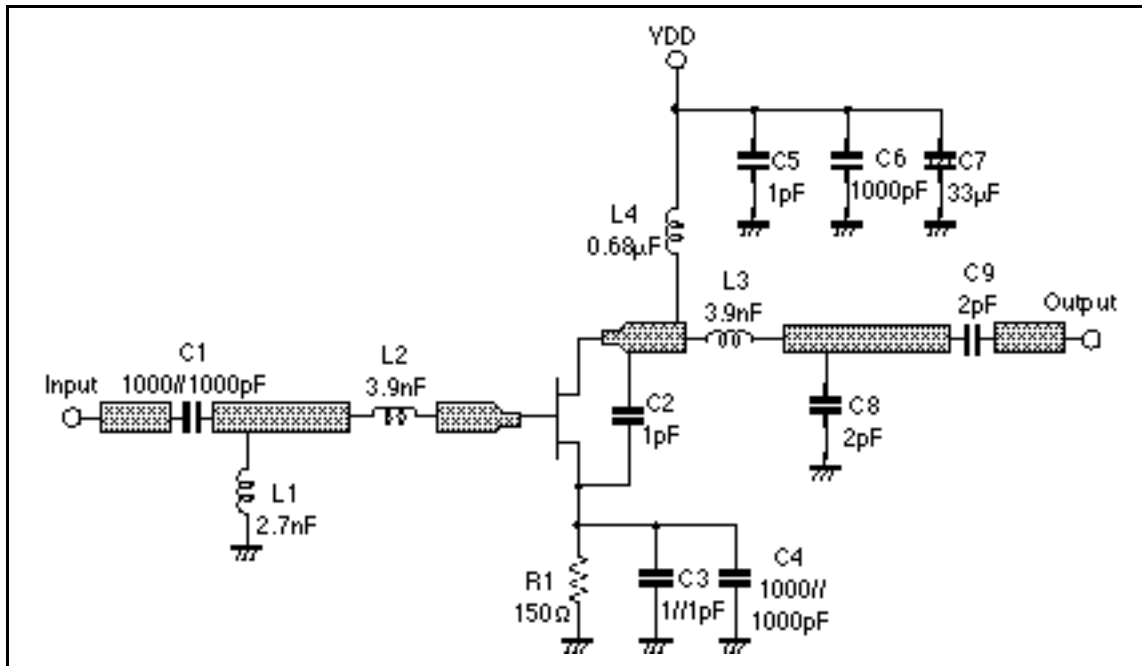 VDD
C5
1pF
C6
1000pF
C7
33µF
L4
0.68µF
L3
3.9nF
C9
2pF
Output
C1
1000//1000pF
Input
L2
3.9nF
C2
1pF
C8
2pF
L1
2.7nF
R1
150Ω
C3
1//1pF
C4
1000//
1000pF